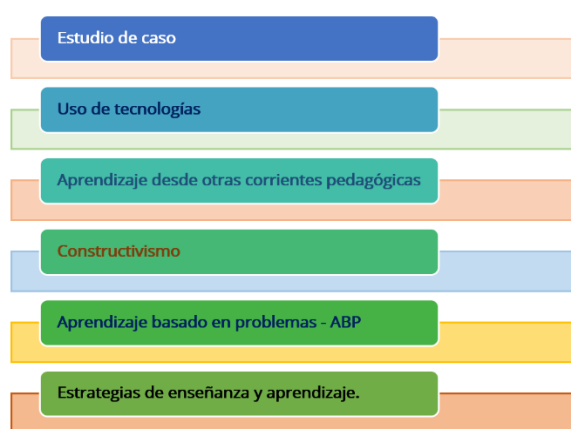 Estudio de caso
Uso de tecnologías
Aprendizaje desde otras corrientes pedagógicas
Constructivismo
Aprendizaje basado en problemas - ABP
Estrategias de enseñanza y aprendizaje.